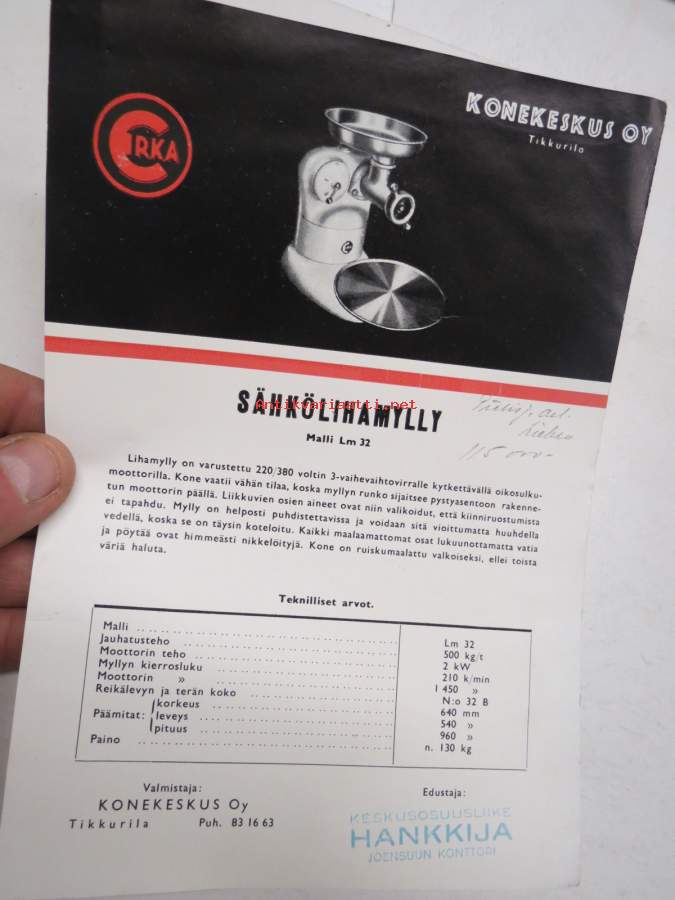 CIRKA
KONEKESKUS OY
Tikkurila
SÄHKÖLIHAMYLLY
antikvariaatti.net
Malli Lm 32
115 000-
Lihamylly on varustettu 220/380 voltin 3-vaihevaihtovirralle kytkettävällä oikosulku-
moottorilla. Kone vaatii vähän tilaa, koska myllyn runko sijaitsee pystyasentoon rakenne-
tun moottorin päällä. Liikkuvien osien aineet ovat niin valikoidut, että kiinniruostumista
ei tapahdu. Mylly on helposti puhdistettavissa ja voidaan sitä vioittumatta huuhdella
vedellä, koska se on täysin koteloitu. Kaikki maalaamattomat osat lukuunottamatta vatia
ja pöytää ovat himmeästi nikkelöityjä. Kone on ruiskumaalattu valkoiseksi, ellei toista
väriä haluta.
Teknilliset arvot.
Malli Lm 32
Jauhatusteho 500 kg/t
Moottorin teho 2 kW
Myllyn kierrosluku 210 k/min
Moottorin » 1 450 »
Reikälevyn ja terän koko N:o 32 B
korkeus 640 mm
Päämitat: leveys 540 »
pituus 960 »
Paino n. 130 kg
Valmistaja:
KONEKESKUS Oy
Tikkurila Puh. 83 16 63
Edustaja:
KESKUSOSUUSLIIKE
HANKKIJA
JOENSUUN KONTTORI